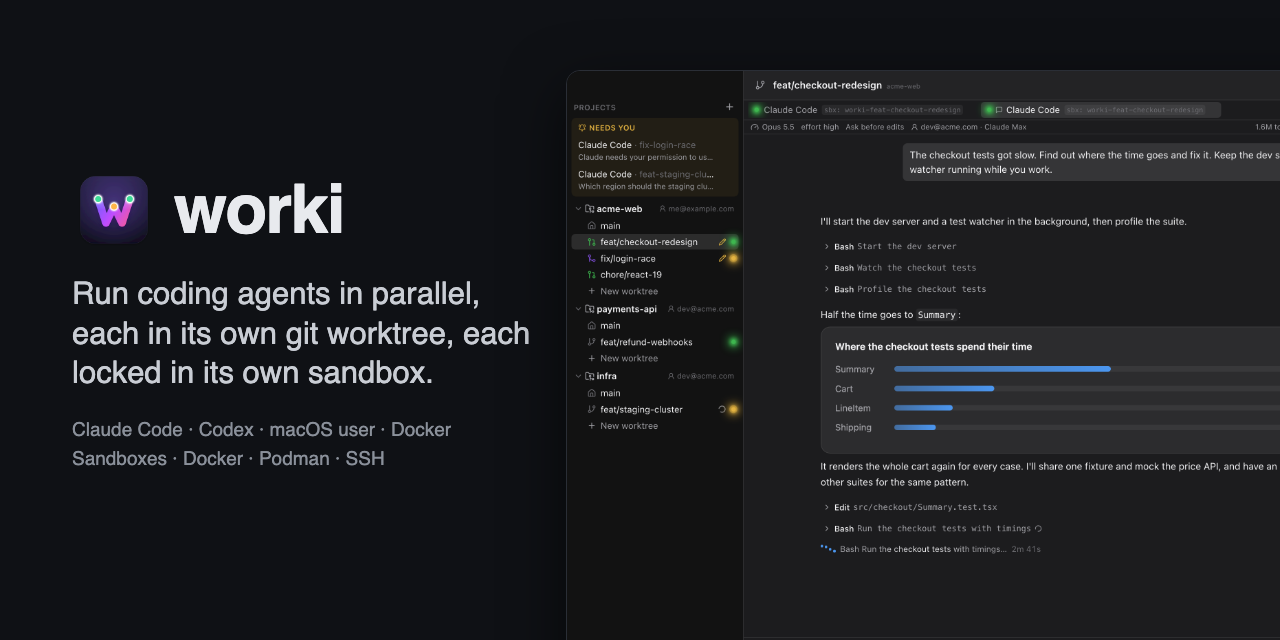 worki
Run coding agents in parallel,
each in its own git worktree, each
locked in its own sandbox.
Claude Code · Codex · macOS user · Docker
Sandboxes · Docker · Podman · SSH
PROJECTS +
NEEDS YOU
Claude Code · fix-login-race
Claude needs your permission to us...
Claude Code · feat-staging-clu...
Which region should the staging clu...
acme-web me@example.com
main
feat/checkout-redesign
fix/login-race
chore/react-19
+ New worktree
payments-api dev@acme.com
main
feat/refund-webhooks
+ New worktree
infra dev@acme.com
main
feat/staging-cluster
+ New worktree
feat/checkout-redesign acme-web
Claude Code sbx: worki-feat-checkout-redesign Claude Code sbx: worki-feat-checkout-redesign
Opus 5.5 effort high Ask before edits dev@acme.com · Claude Max 1.6M to
The checkout tests got slow. Find out where the time goes and fix it. Keep the dev s
watcher running while you work.
I'll start the dev server and a test watcher in the background, then profile the suite.
Bash Start the dev server
Bash Watch the checkout tests
Bash Profile the checkout tests
Half the time goes to Summary:
Where the checkout tests spend their time
Summary
Cart
LineItem
Shipping
It renders the whole cart again for every case. I'll share one fixture and mock the price API, and have an
other suites for the same pattern.
Edit src/checkout/Summary.test.tsx
Bash Run the checkout tests with timings
Bash Run the checkout tests with timings... 2m 41s